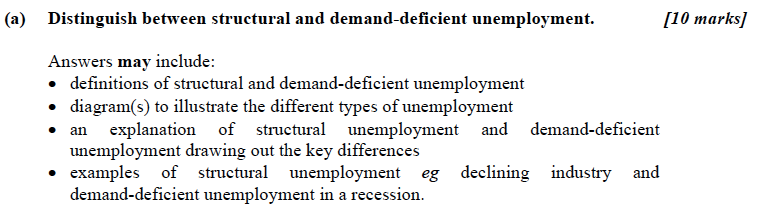 (a) Distinguish between structural and demand-deficient unemployment. [10 marks]
Answers may include:
• definitions of structural and demand-deficient unemployment
• diagram(s) to illustrate the different types of unemployment
• an explanation of structural unemployment and demand-deficient
unemployment drawing out the key differences
• examples of structural unemployment eg declining industry and
demand-deficient unemployment in a recession.